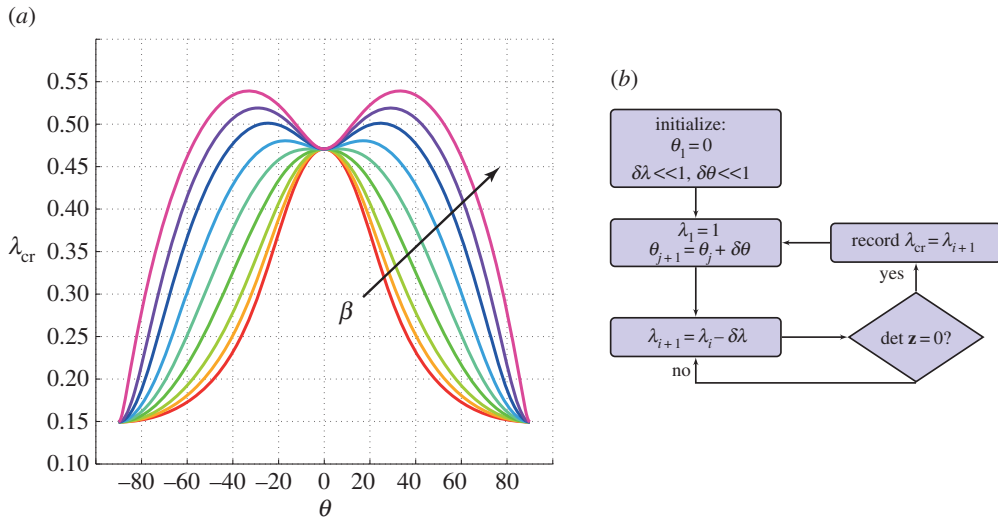 (a)
0.55
0.50
0.45
0.40
λcr
0.35
0.30
0.25
0.20
0.15
0.10
β
−80 −60 −40 −20 0 20 40 60 80
θ
(b)
initialize:
θ1 = 0
δλ<<1, δθ<<1
λ1 = 1
θj+1 = θj + δθ
record λcr = λi+1
yes
λi+1 = λi − δλ
det z = 0?
no